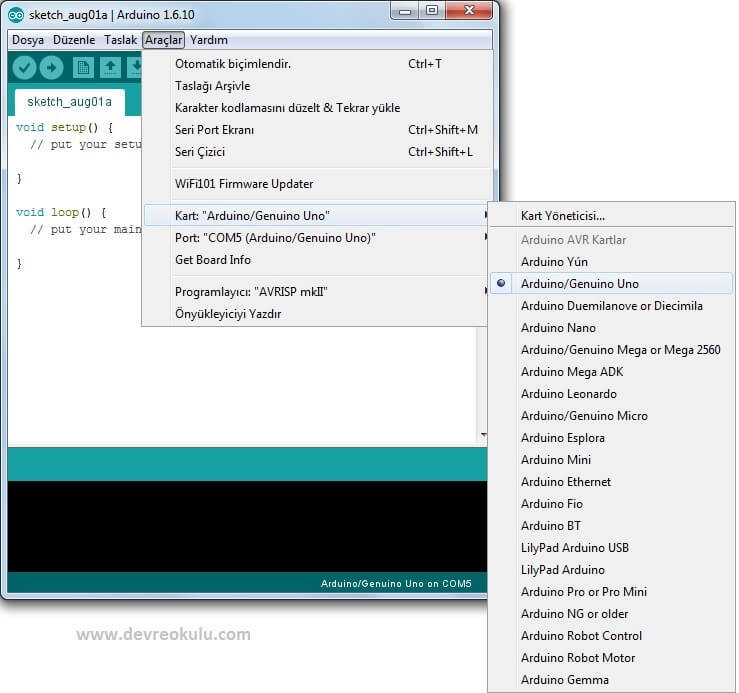 sketch_aug01a | Arduino 1.6.10
Dosya Düzenle Taslak Araçlar Yardım
sketch_aug01a
void setup() {
// put your setu
}
void loop() {
// put your main
}
Otomatik biçimlendir. Ctrl+T
Taslağı Arşivle
Karakter kodlamasını düzelt & Tekrar yükle
Seri Port Ekranı Ctrl+Shift+M
Seri Çizici Ctrl+Shift+L
WiFi101 Firmware Updater
Kart: "Arduino/Genuino Uno"
Port: "COM5 (Arduino/Genuino Uno)"
Get Board Info
Programlayıcı: "AVRISP mkII"
Önyükleyiciyi Yazdır
Kart Yöneticisi...
Arduino AVR Kartlar
Arduino Yún
Arduino/Genuino Uno
Arduino Duemilanove or Diecimila
Arduino Nano
Arduino/Genuino Mega or Mega 2560
Arduino Mega ADK
Arduino Leonardo
Arduino/Genuino Micro
Arduino Esplora
Arduino Mini
Arduino Ethernet
Arduino Fio
Arduino BT
LilyPad Arduino USB
LilyPad Arduino
Arduino Pro or Pro Mini
Arduino NG or older
Arduino Robot Control
Arduino Robot Motor
Arduino Gemma
Arduino/Genuino Uno on COM5
www.devreokulu.com